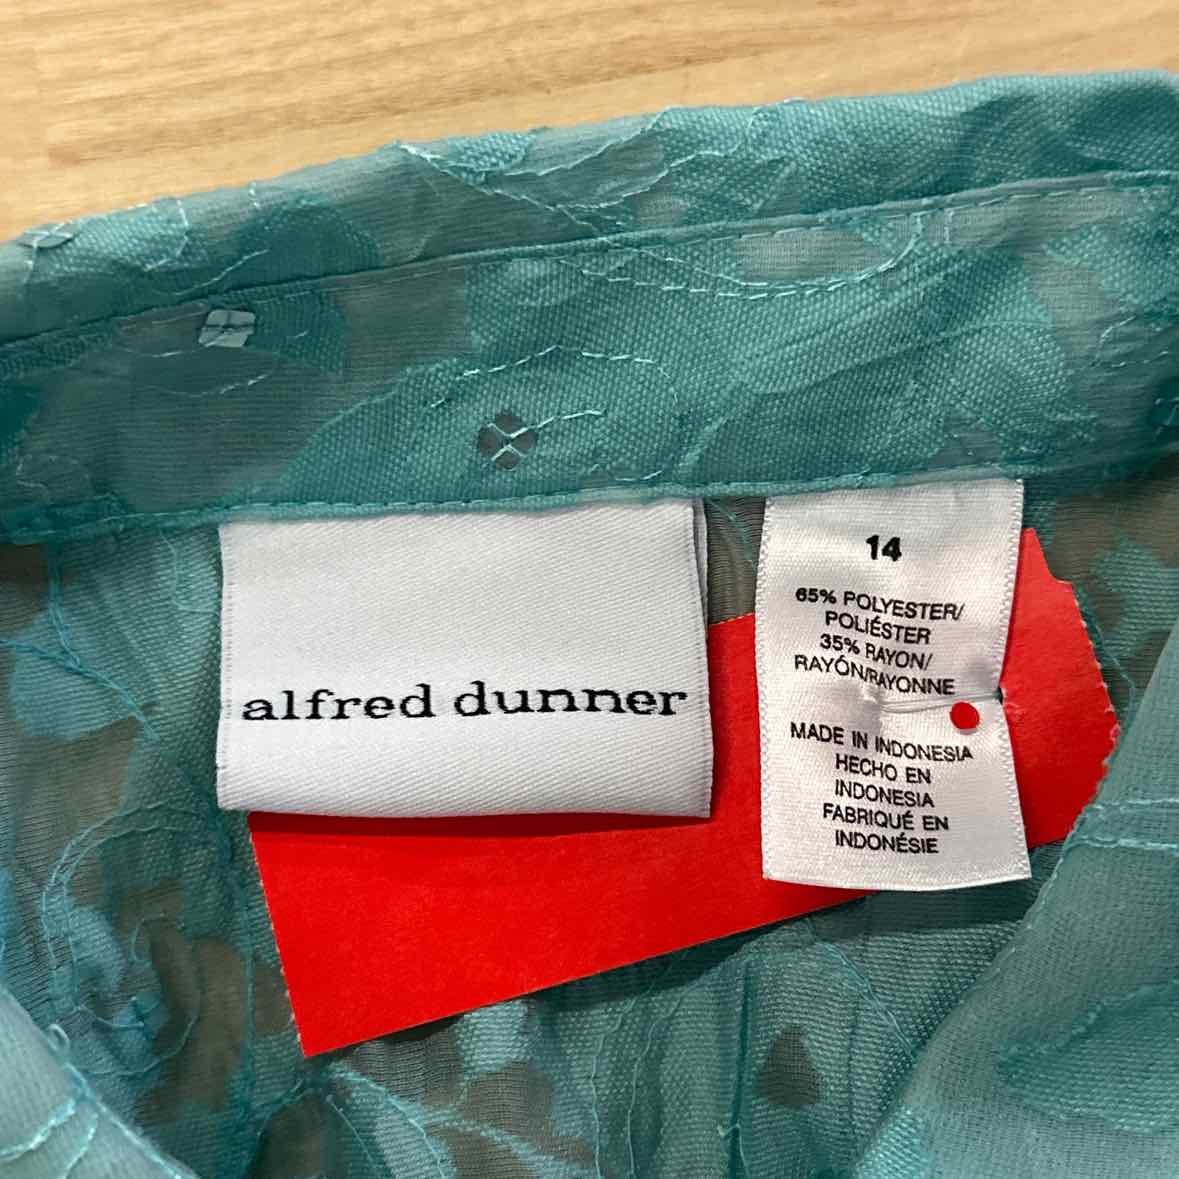 alfred dunner
14
65% POLYESTER/
POLIÉSTER
35% RAYON/
RAYÓN/RAYONNE
MADE IN INDONESIA
HECHO EN
INDONESIA
FABRIQUÉ EN
INDONÉSIE